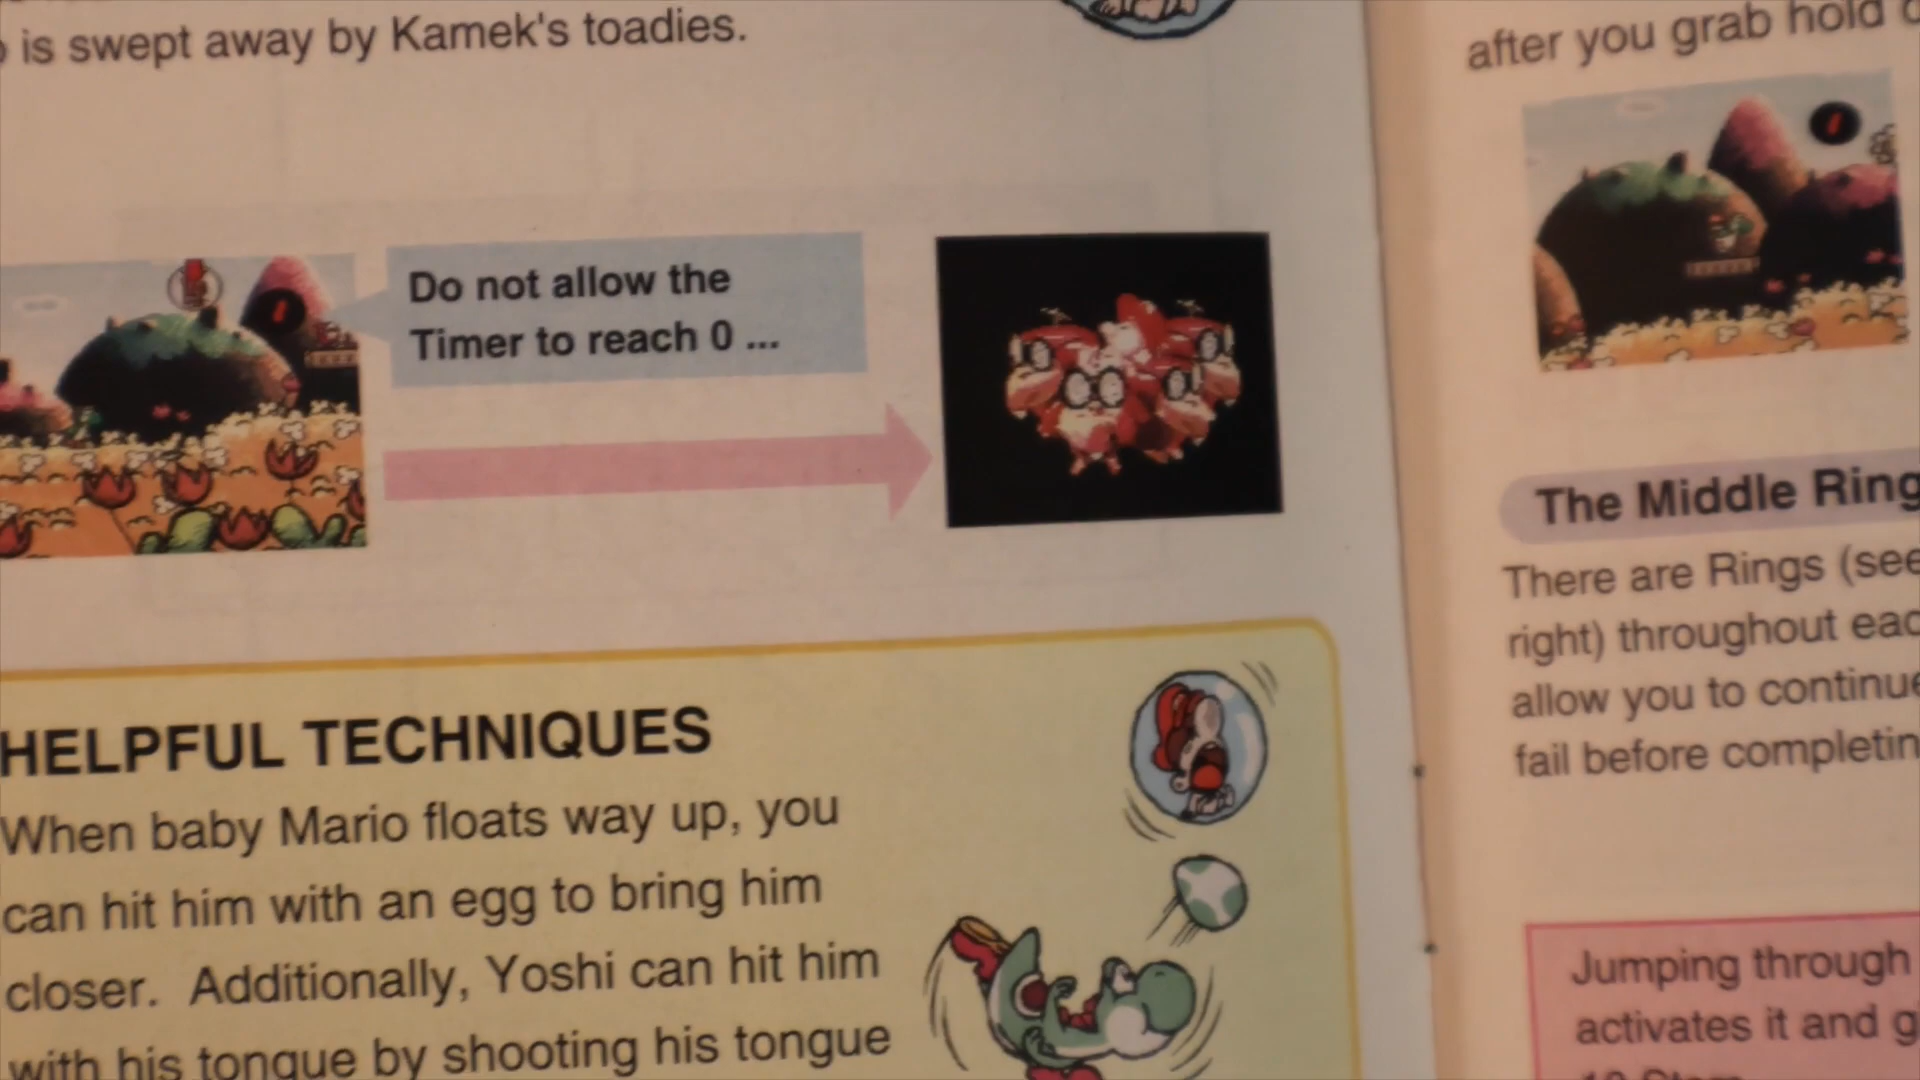 is swept away by Kamek's toadies.
Do not allow the
Timer to reach 0 ...
HELPFUL TECHNIQUES
When baby Mario floats way up, you
can hit him with an egg to bring him
closer. Additionally, Yoshi can hit him
with his tongue by shooting his tongue
after you grab hold
The Middle Ring
There are Rings (see
right) throughout
allow you to continue
fail before
Jumping through
activates it and